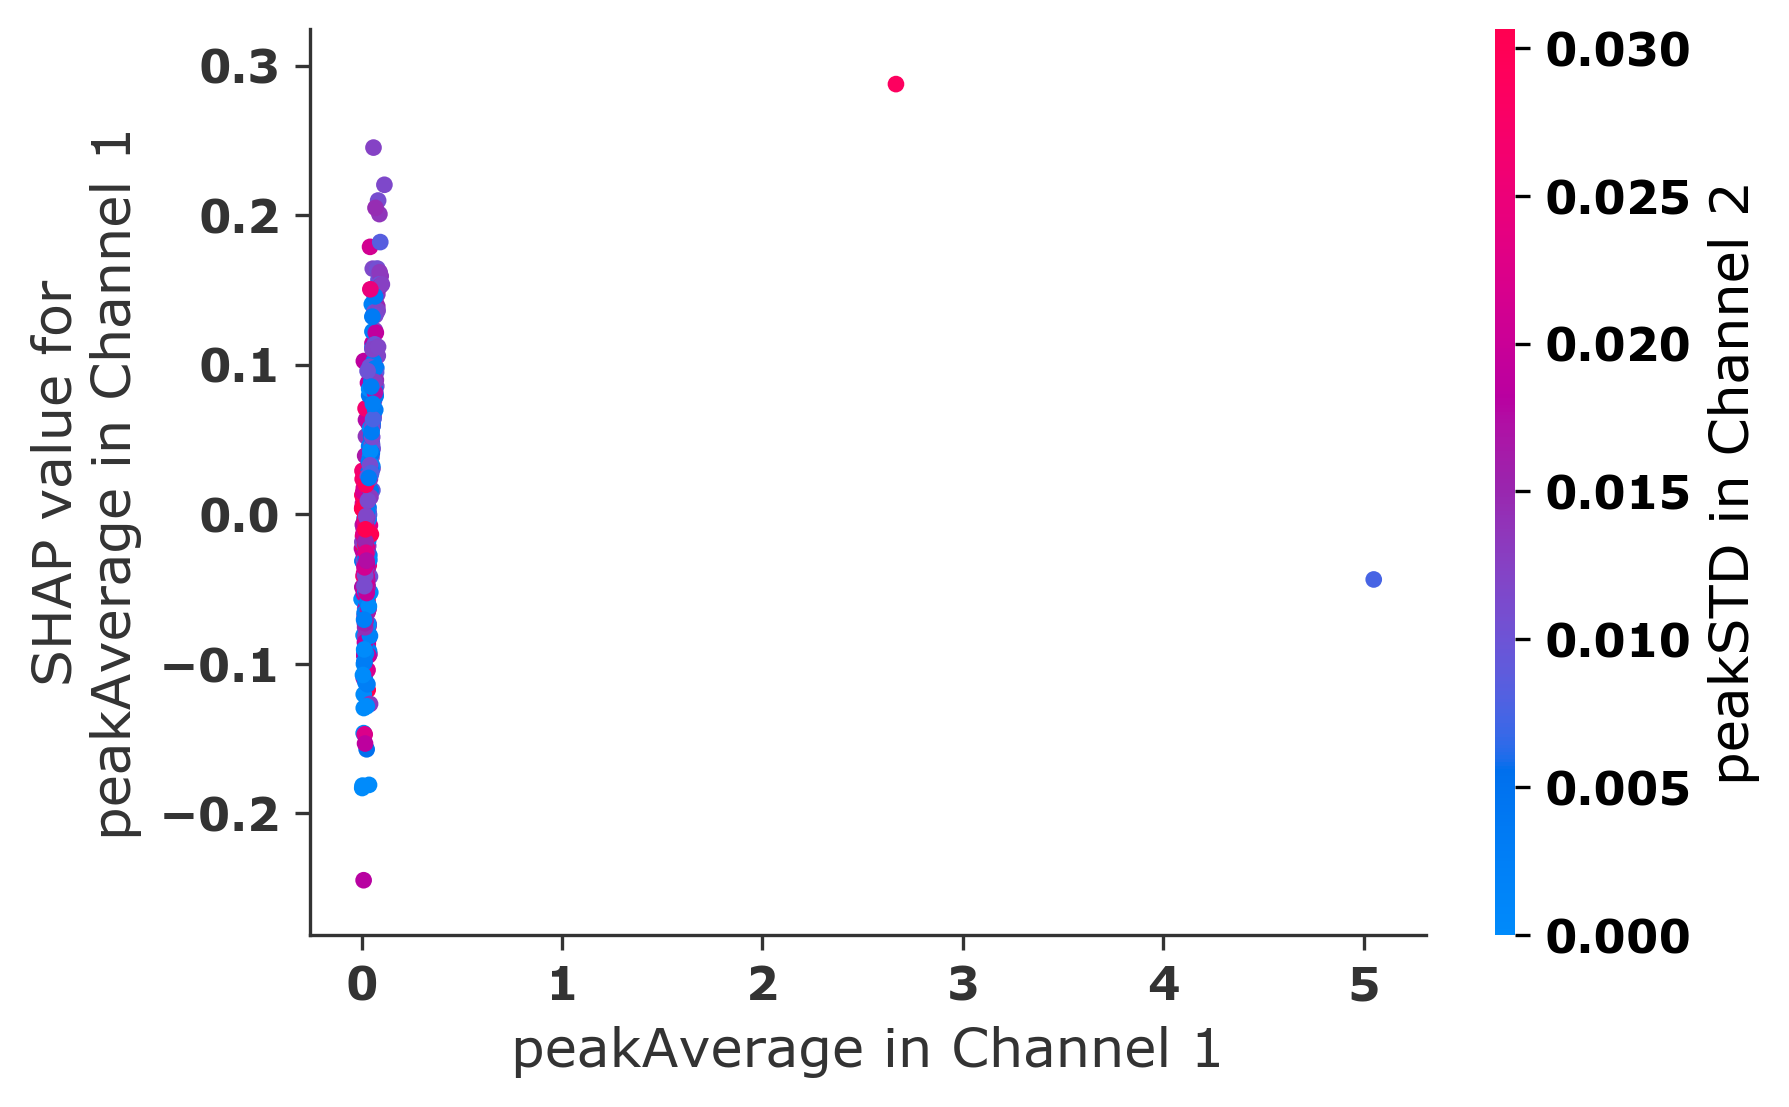 SHAP value for
peakAverage in Channel 1
0.3
0.2
0.1
0.0
−0.1
−0.2
0 1 2 3 4 5
peakAverage in Channel 1
0.030
0.025
0.020
0.015
0.010
0.005
0.000
peakSTD in Channel 2